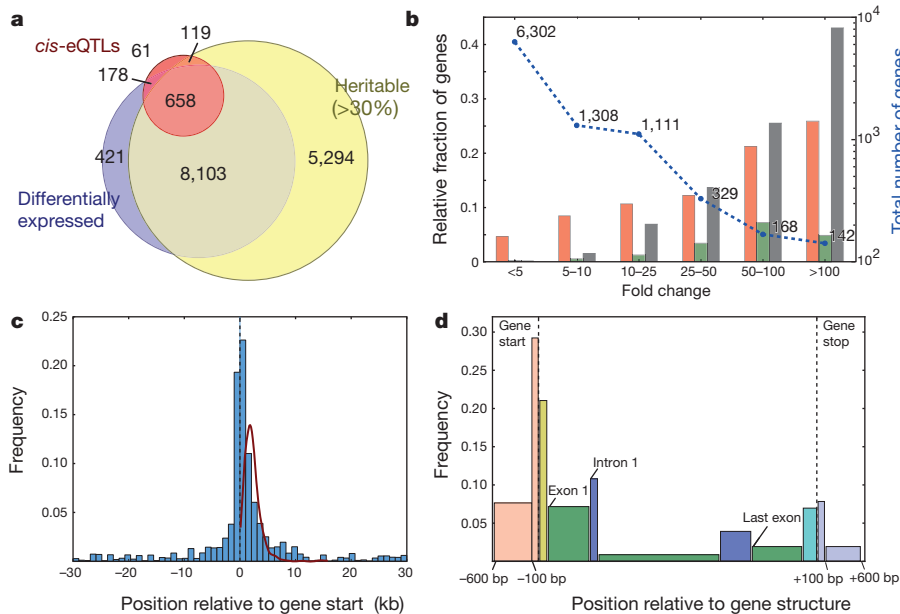 a
119
cis-eQTLs
61
178
658
Heritable
(>30%)
421
8,103
5,294
Differentially
expressed
b
Relative fraction of genes
0.4
0.3
0.2
0.1
0
6,302
1,308
1,111
329
168
142
10^4
10^3
10^2
Total number of genes
<5
5–10
10–25
25–50
50–100
>100
Fold change
c
Frequency
0.25
0.20
0.15
0.10
0.05
–30
–20
–10
0
10
20
30
Position relative to gene start (kb)
d
Frequency
0.30
0.25
0.20
0.15
0.10
0.05
Gene
start
Gene
stop
Exon 1
Intron 1
Last exon
–600 bp
–100 bp
+100 bp
+600 bp
Position relative to gene structure